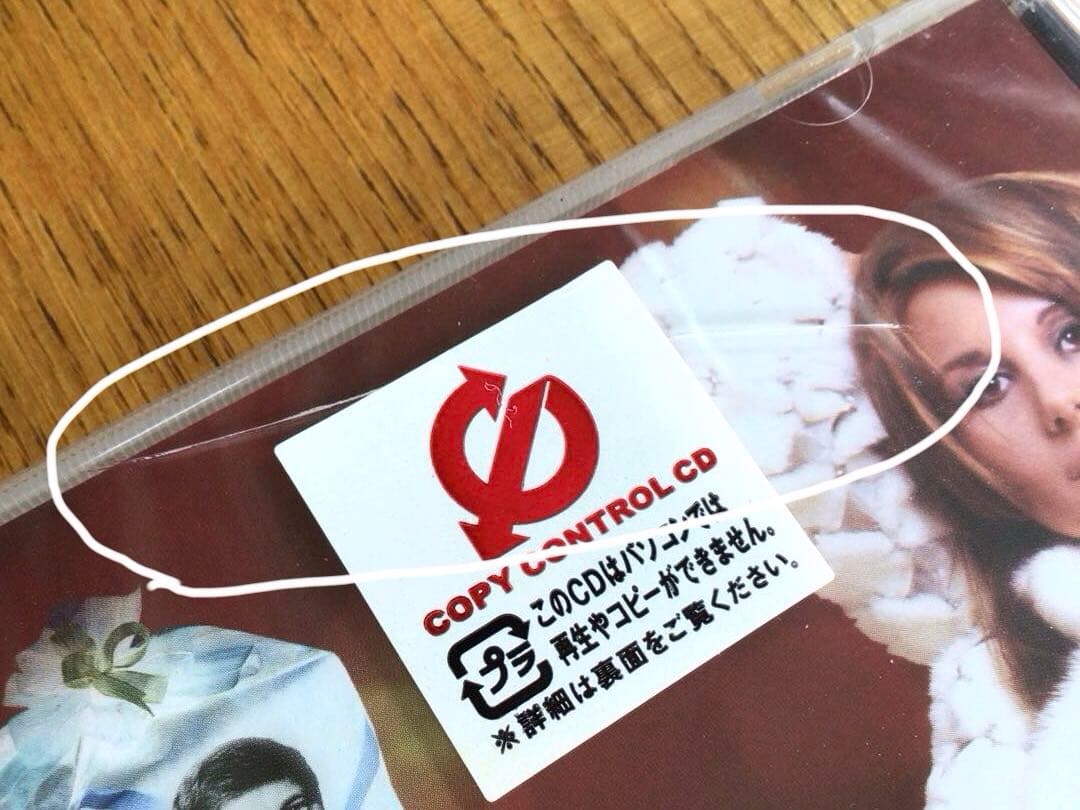 COPY CONTROL CD
このCDはパソコンでは
再生やコピーができません。
プラ
※詳細は裏面をご覧ください。